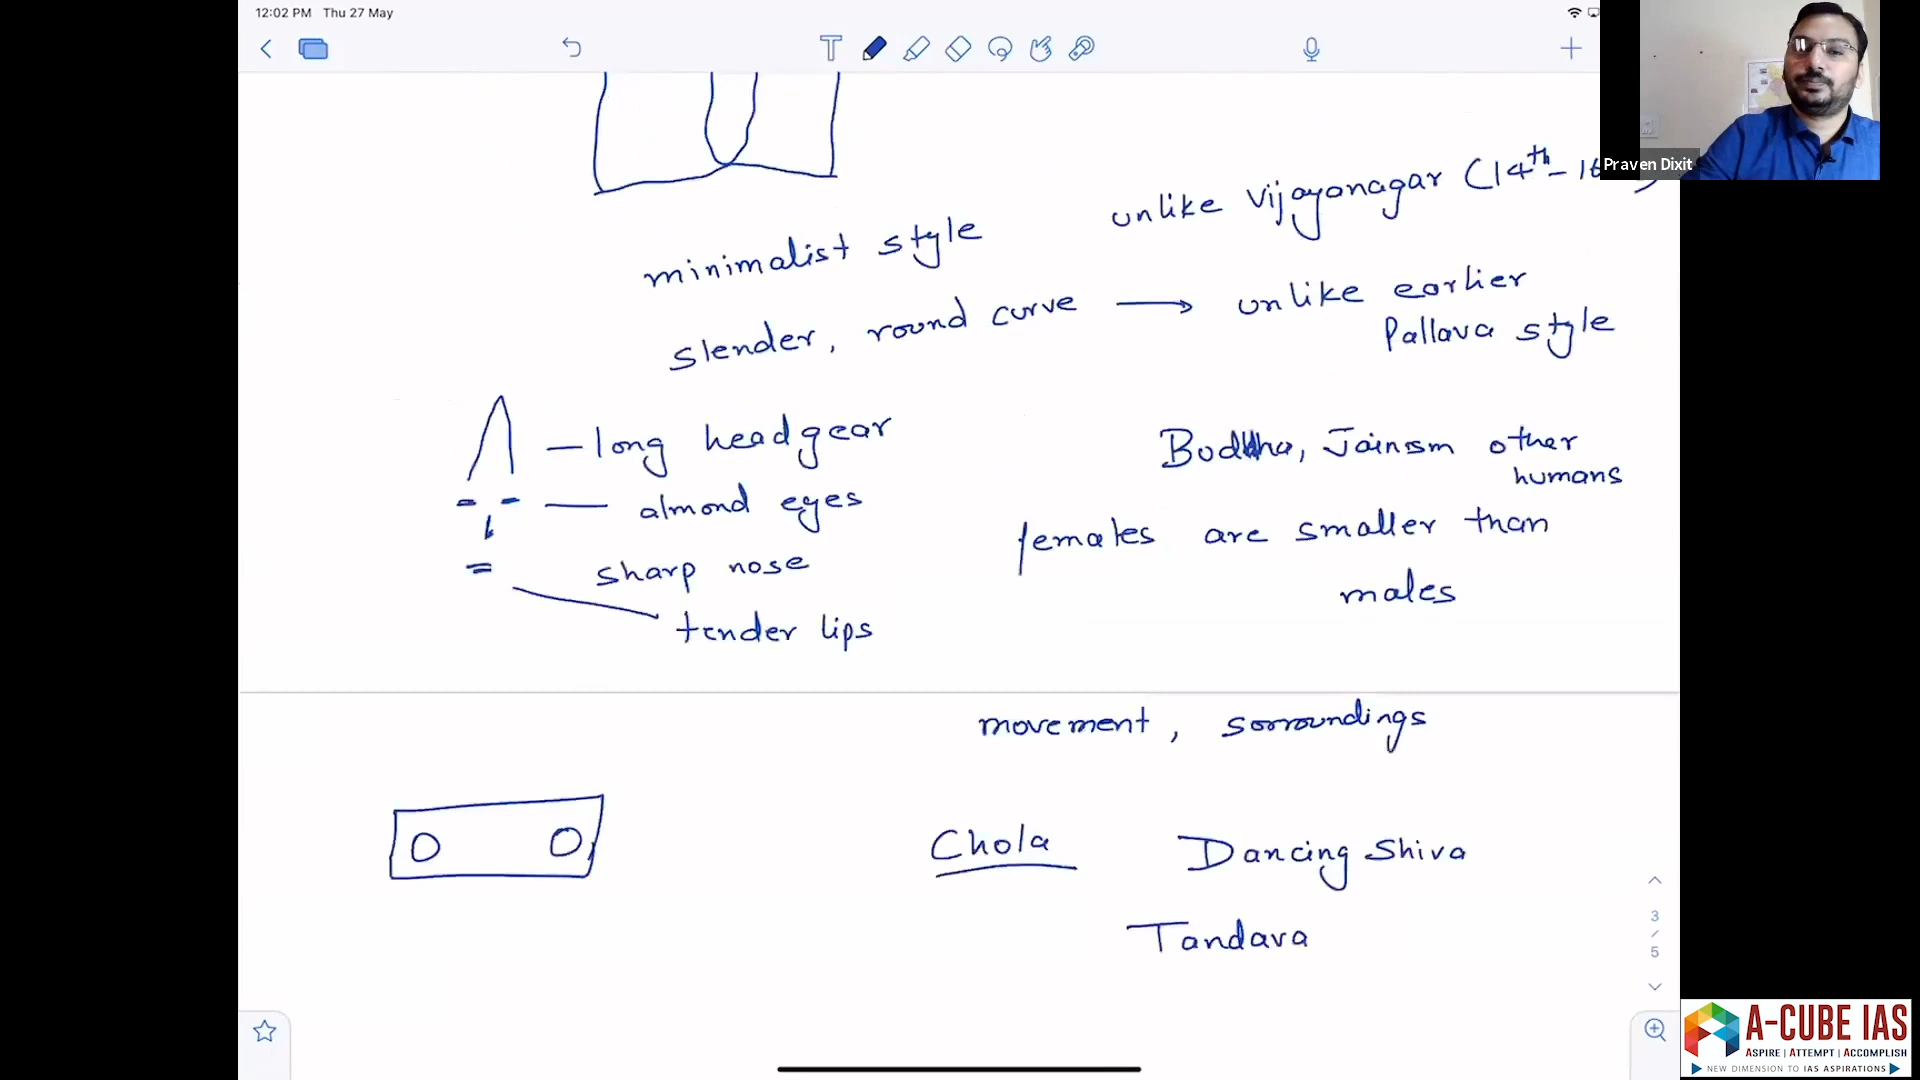 12:02 PM Thu 27 May
Praven Dixit
unlike Vijayanagar (14th - 16
minimalist style
slender, round curve → unlike earlier
Pallava style
— long headgear
— almond eyes
sharp nose
tender lips
Buddha, Jainism other
humans
females are smaller than
males
movement, sorroundings
Chola Dancing Shiva
Tandava
3
/
5
A-CUBE IAS
ASPIRE | ATTEMPT | ACCOMPLISH
NEW DIMENSION TO IAS ASPIRATIONS